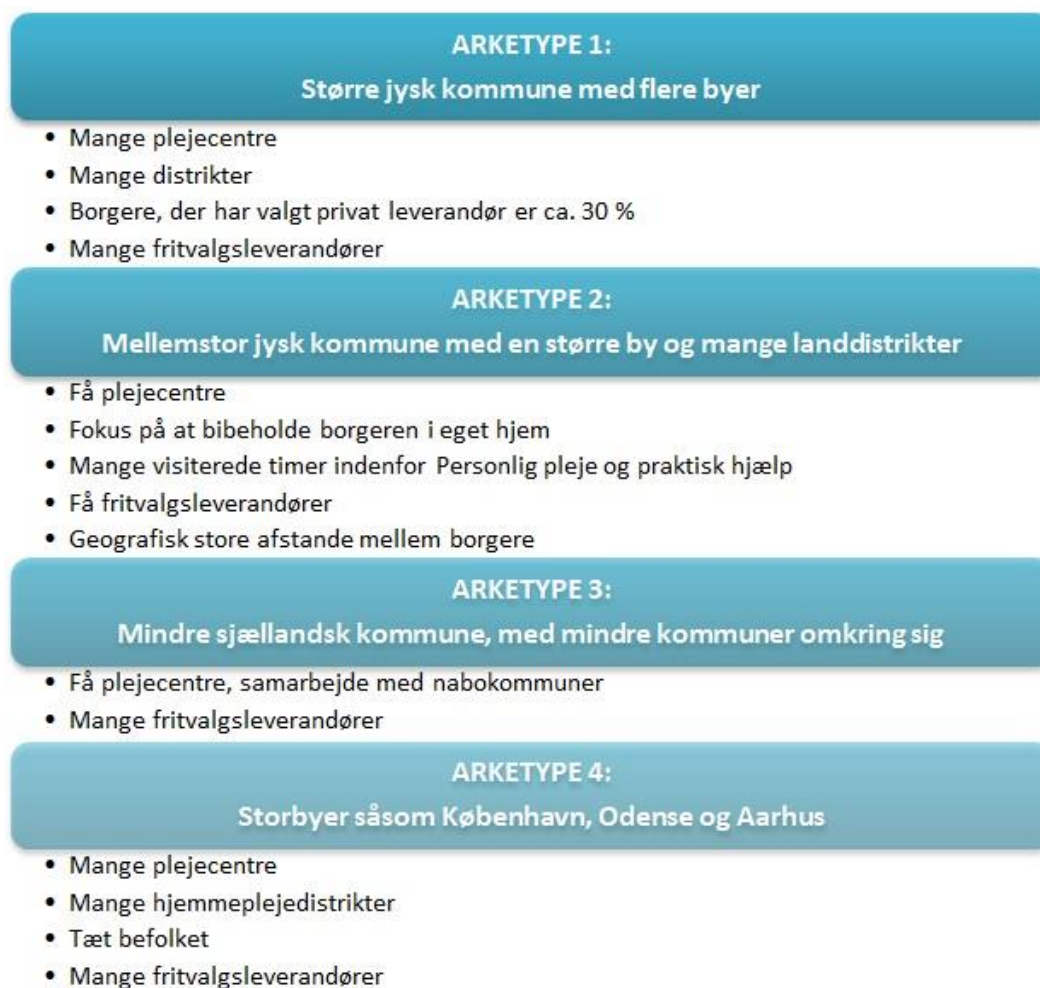 ARKETYPE 1:
Større jysk kommune med flere byer
• Mange plejecentre
• Mange distrikter
• Borgere, der har valgt privat leverandør er ca. 30 %
• Mange fritvalgsleverandører
ARKETYPE 2:
Mellemstor jysk kommune med en større by og mange landdistrikter
• Få plejecentre
• Fokus på at bibeholde borgeren i eget hjem
• Mange visiterede timer indenfor Personlig pleje og praktisk hjælp
• Få fritvalgsleverandører
• Geografisk store afstande mellem borgere
ARKETYPE 3:
Mindre sjællandsk kommune, med mindre kommuner omkring sig
• Få plejecentre, samarbejde med nabokommuner
• Mange fritvalgsleverandører
ARKETYPE 4:
Storbyer såsom København, Odense og Aarhus
• Mange plejecentre
• Mange hjemmeplejedistrikter
• Tæt befolket
• Mange fritvalgsleverandører